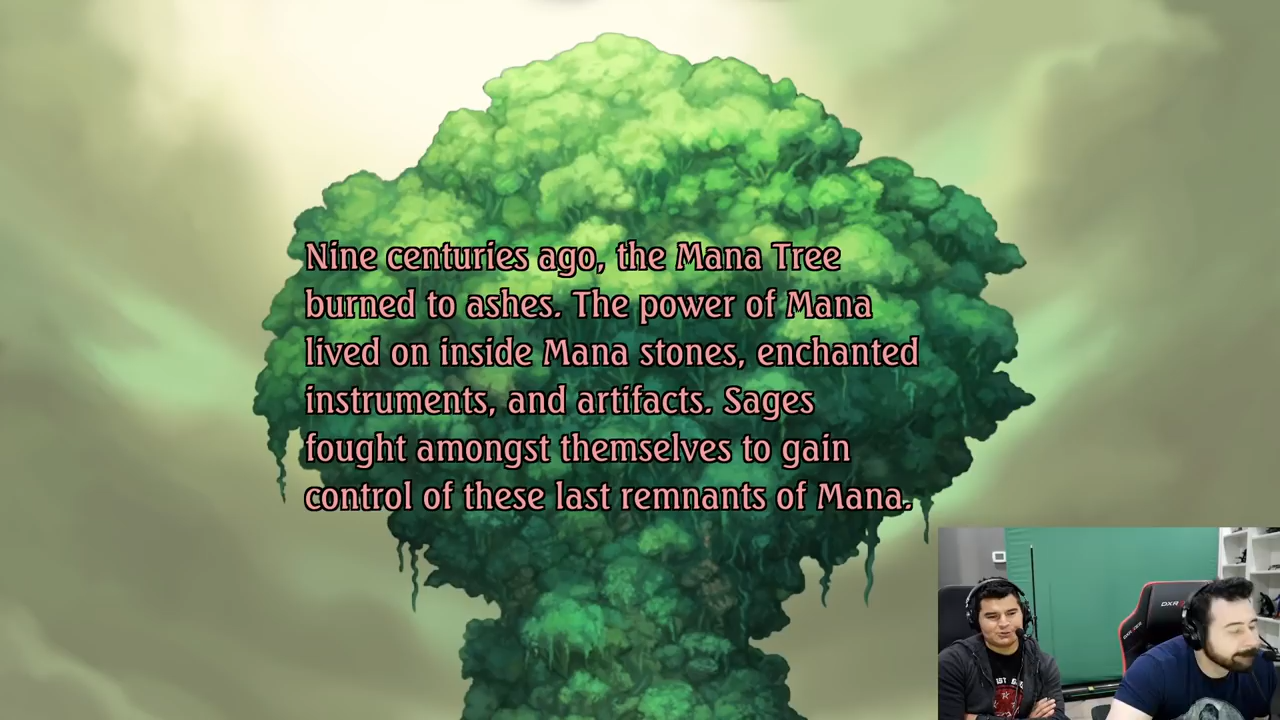 Nine centuries ago, the Mana Tree
burned to ashes. The power of Mana
lived on inside Mana stones, enchanted
instruments, and artifacts. Sages
fought amongst themselves to gain
control of these last remnants of Mana.